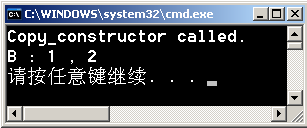 C:\WINDOWS\system32\cmd.exe
Copy_constructor called.
B : 1 , 2
请按任意键继续. . .